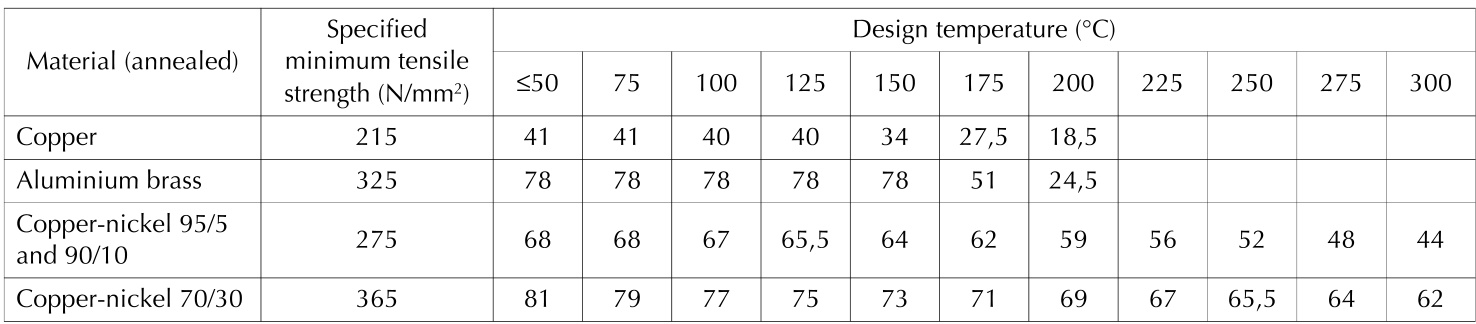 Material (annealed) Specified minimum tensile strength (N/mm²) Design temperature (°C)
≤50 75 100 125 150 175 200 225 250 275 300
Copper 215 41 41 40 40 34 27,5 18,5
Aluminium brass 325 78 78 78 78 78 51 24,5
Copper-nickel 95/5 and 90/10 275 68 68 67 65,5 64 62 59 56 52 48 44
Copper-nickel 70/30 365 81 79 77 75 73 71 69 67 65,5 64 62